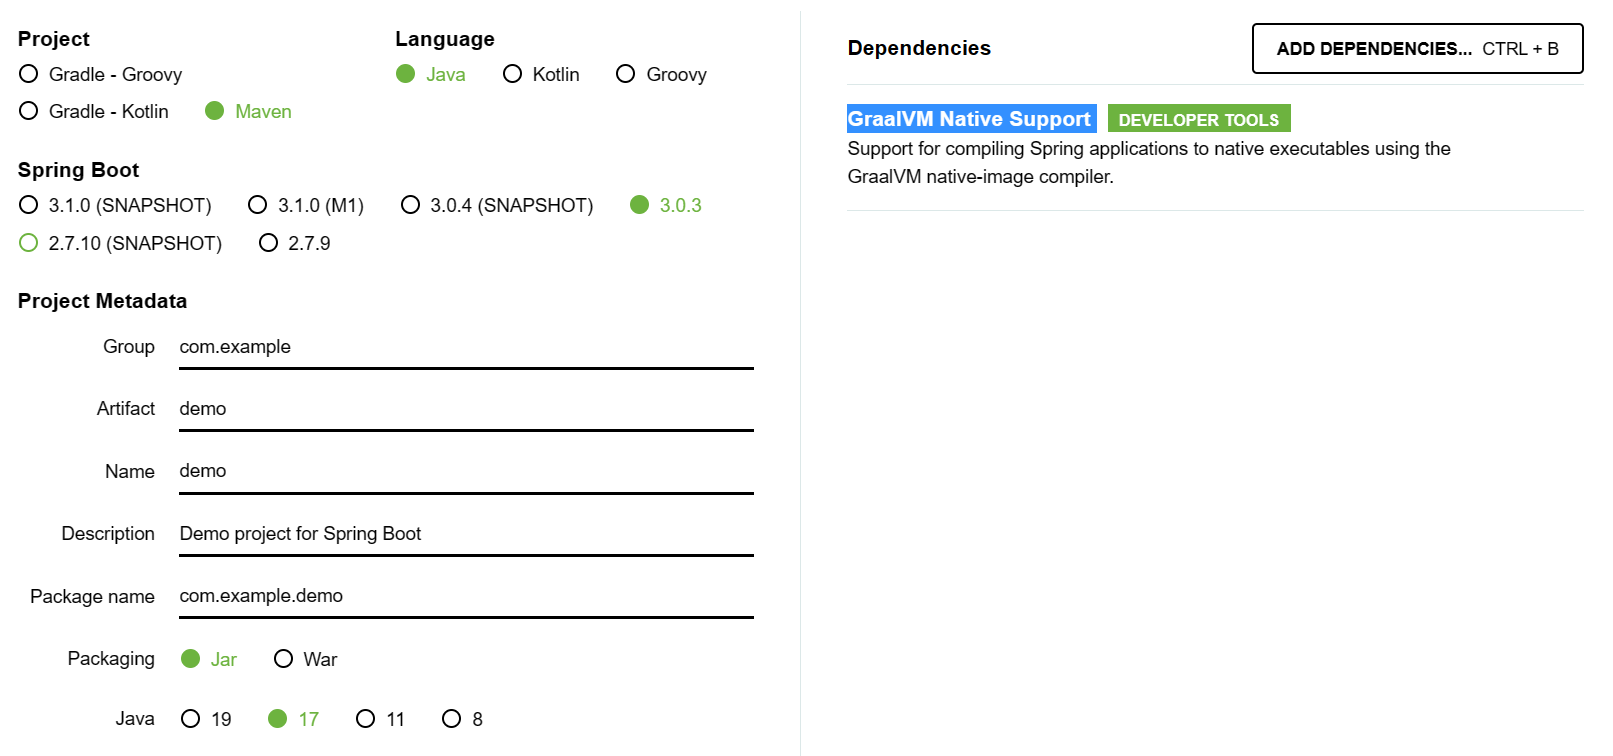 Project
Gradle - Groovy
Gradle - Kotlin Maven
Language
Java Kotlin Groovy
Spring Boot
3.1.0 (SNAPSHOT) 3.1.0 (M1) 3.0.4 (SNAPSHOT) 3.0.3
2.7.10 (SNAPSHOT) 2.7.9
Project Metadata
Group com.example
Artifact demo
Name demo
Description Demo project for Spring Boot
Package name com.example.demo
Packaging Jar War
Java 19 17 11 8
Dependencies ADD DEPENDENCIES... CTRL + B
GraalVM Native Support DEVELOPER TOOLS
Support for compiling Spring applications to native executables using the
GraalVM native-image compiler.